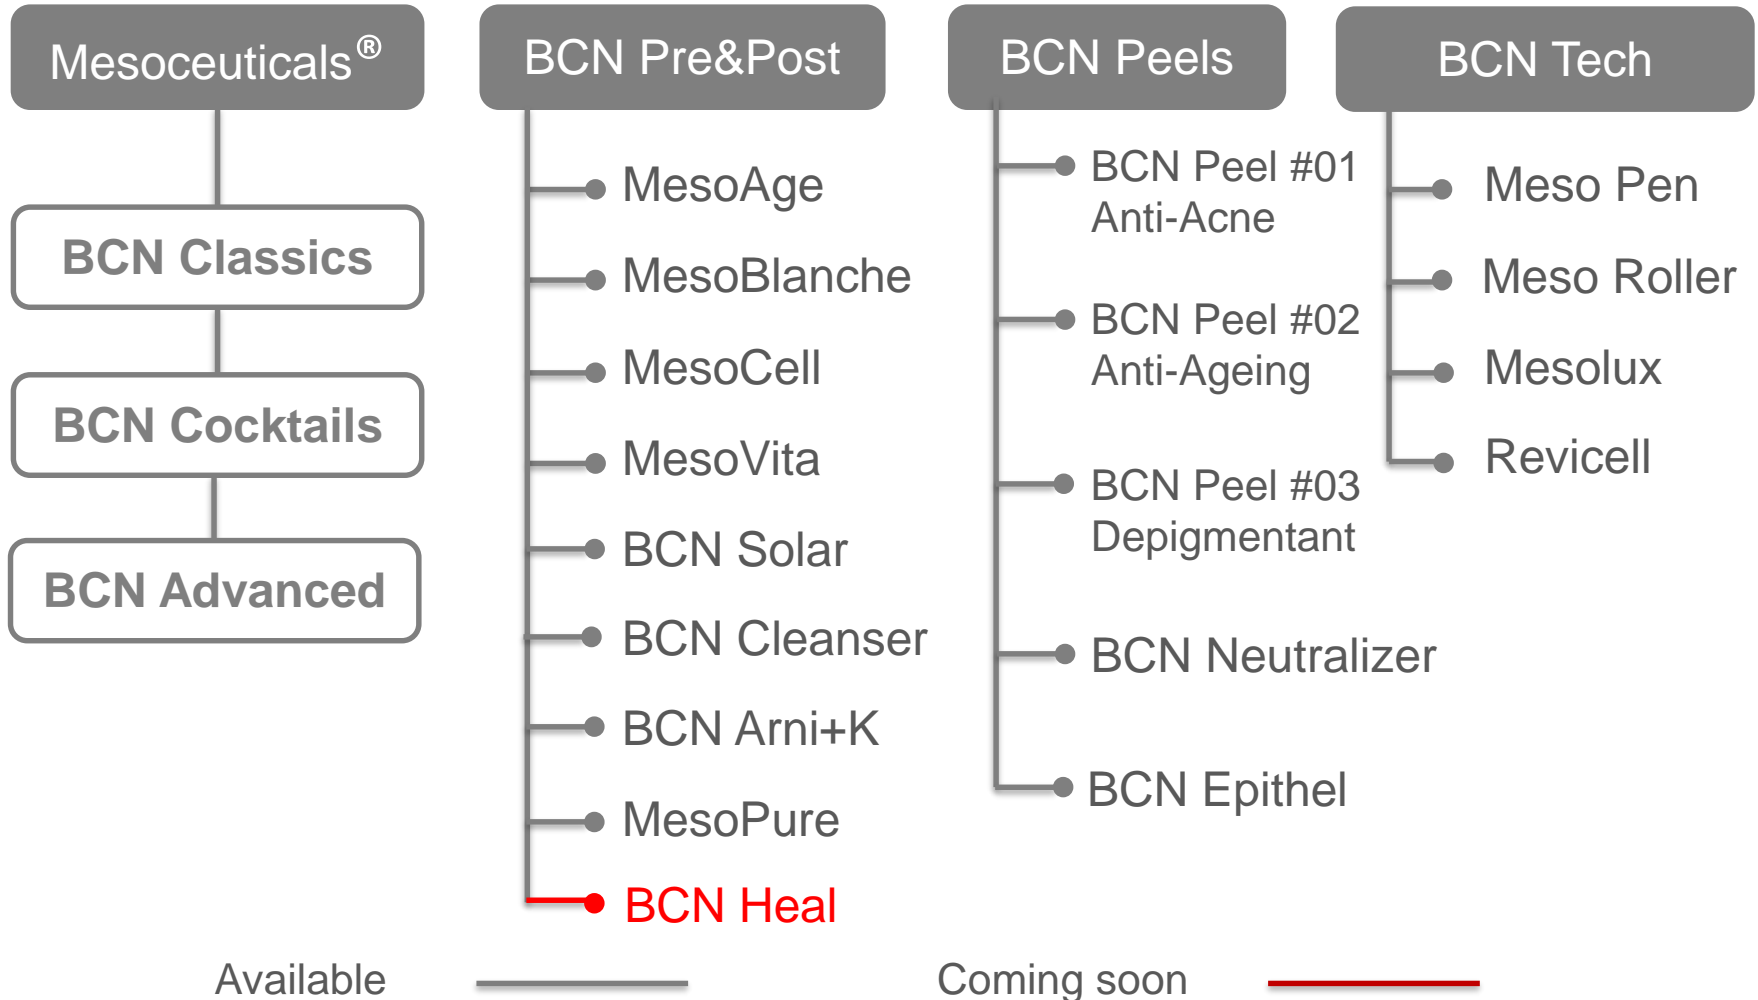 Mesoceuticals®
BCN Classics
BCN Cocktails
BCN Advanced
BCN Pre&Post
MesoAge
MesoBlanche
MesoCell
MesoVita
BCN Solar
BCN Cleanser
BCN Arni+K
MesoPure
BCN Heal
BCN Peels
BCN Peel #01
Anti-Acne
BCN Peel #02
Anti-Ageing
BCN Peel #03
Depigmentant
BCN Neutralizer
BCN Epithel
BCN Tech
Meso Pen
Meso Roller
Mesolux
Revicell
Available
Coming soon